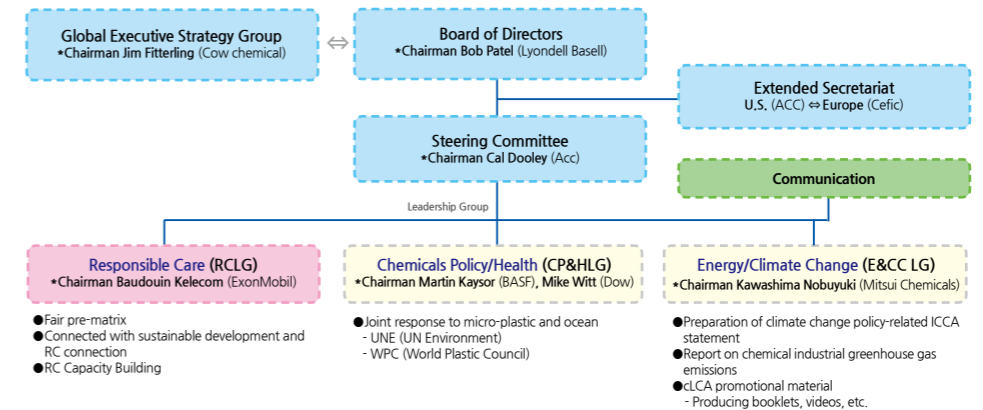 Global Executive Strategy Group
*Chairman Jim Fitterling (Cow chemical)
⇔
Board of Directors
*Chairman Bob Patel (Lyondell Basell)
Extended Secretariat
U.S. (ACC) ⇔ Europe (Cefic)
Steering Committee
*Chairman Cal Dooley (Acc)
Communication
Leadership Group
Responsible Care (RCLG)
*Chairman Baudouin Kelecom (ExonMobil)
●Fair pre-matrix
●Connected with sustainable development and
RC connection
●RC Capacity Building
Chemicals Policy/Health (CP&HLG)
*Chairman Martin Kaysor (BASF), Mike Witt (Dow)
●Joint response to micro-plastic and ocean
- UNE (UN Environment)
- WPC (World Plastic Council)
Energy/Climate Change (E&CC LG)
*Chairman Kawashima Nobuyuki (Mitsui Chemicals)
●Preparation of climate change policy-related ICCA
statement
●Report on chemical industrial greenhouse gas
emissions
●cLCA promotional material
- Producing booklets, videos, etc.